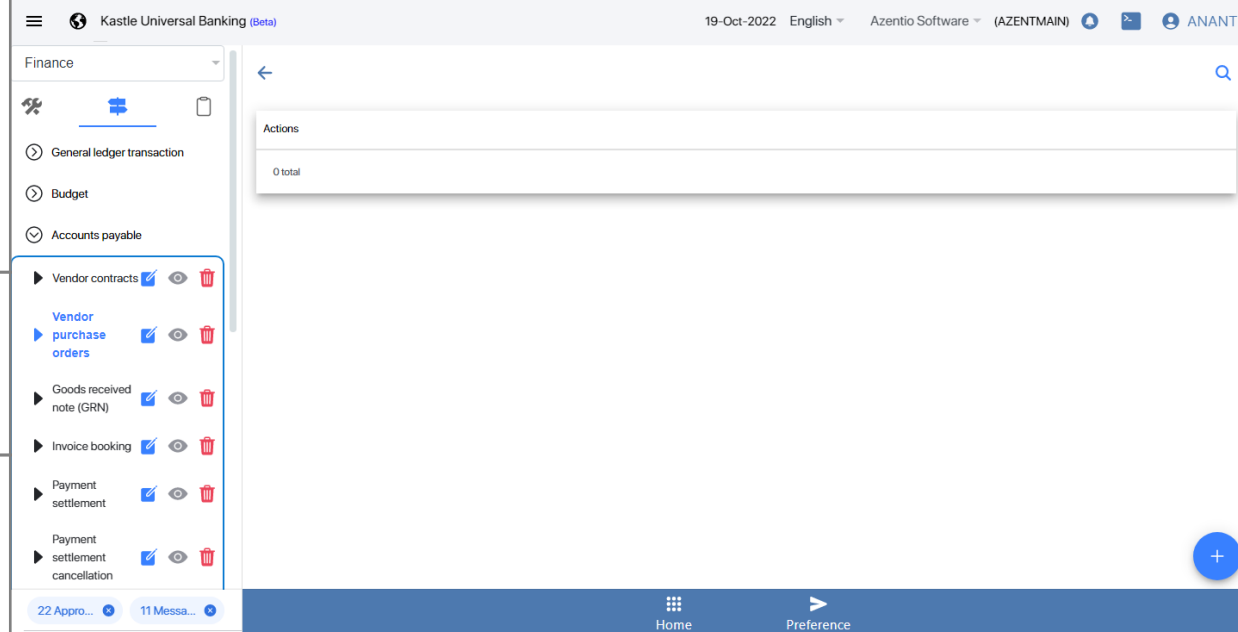 Kastle Universal Banking (Beta)
19-Oct-2022 English Azentio Software (AZENTMAIN) ANANT
Finance
General ledger transaction
Budget
Accounts payable
Vendor contracts
Vendor
purchase
orders
Goods received
note (GRN)
Invoice booking
Payment
settlement
Payment
settlement
cancellation
22 Appro...
11 Messa...
Actions
0 total
Home
Preference